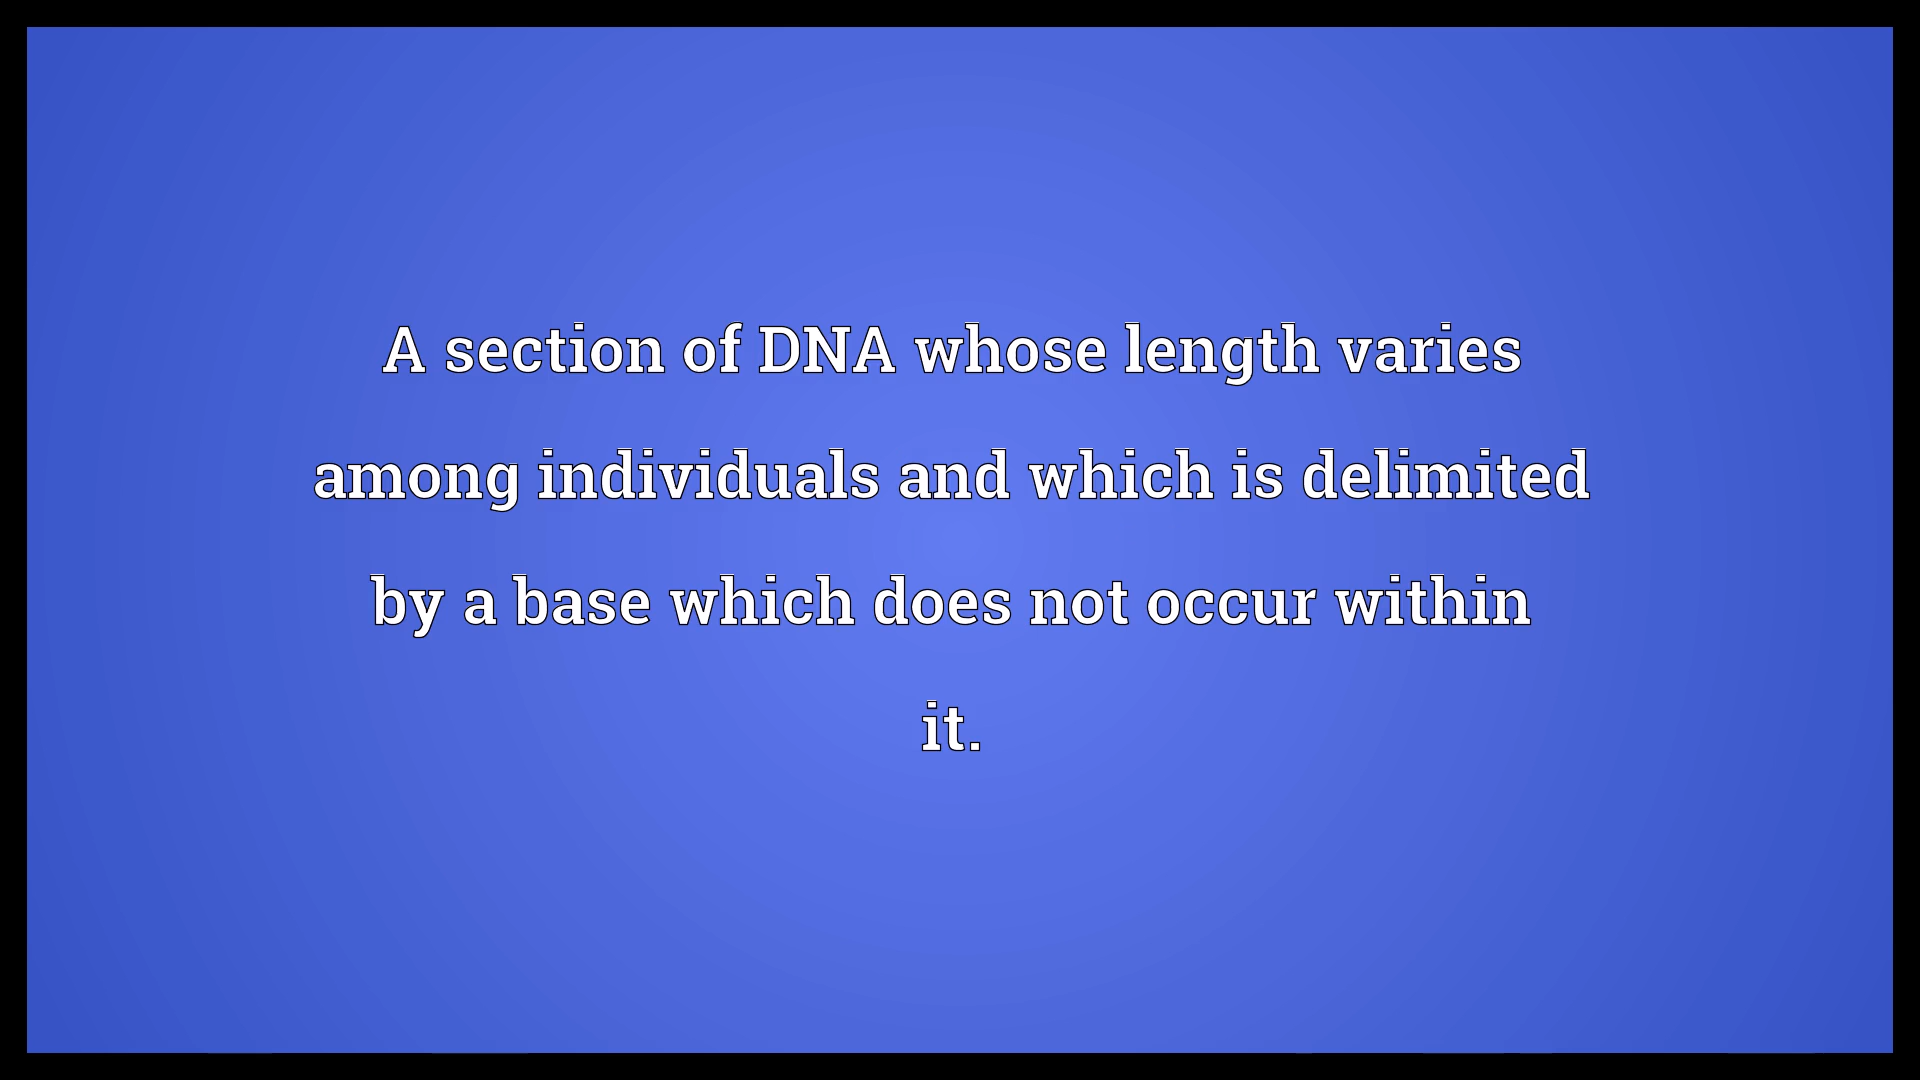 A section of DNA whose length varies
among individuals and which is delimited
by a base which does not occur within
it.